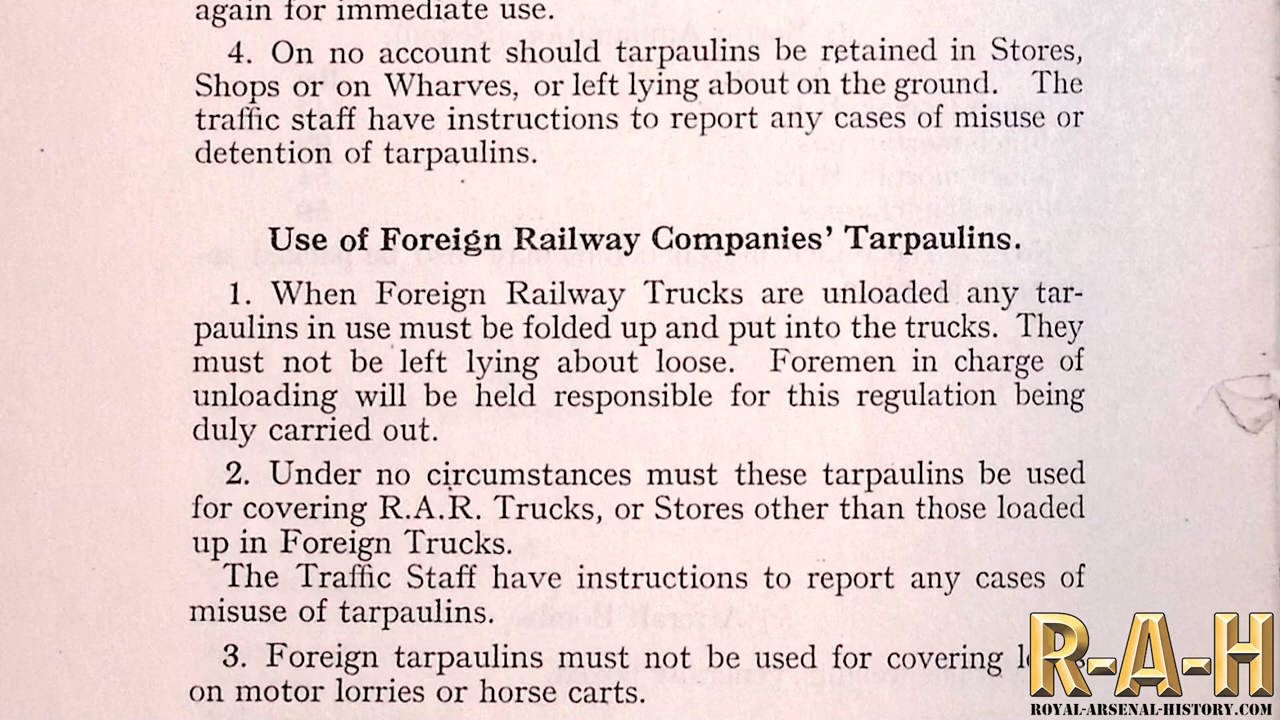 again for immediate use.
4. On no account should tarpaulins be retained in Stores,
Shops or on Wharves, or left lying about on the ground. The
traffic staff have instructions to report any cases of misuse or
detention of tarpaulins.
Use of Foreign Railway Companies' Tarpaulins.
1. When Foreign Railway Trucks are unloaded any tar-
paulins in use must be folded up and put into the trucks. They
must not be left lying about loose. Foremen in charge of
unloading will be held responsible for this regulation being
duly carried out.
2. Under no circumstances must these tarpaulins be used
for covering R.A.R. Trucks, or Stores other than those loaded
up in Foreign Trucks.
The Traffic Staff have instructions to report any cases of
misuse of tarpaulins.
3. Foreign tarpaulins must not be used for covering
on motor lorries or horse carts.
R-A-H
ROYAL-ARSENAL-HISTORY.COM